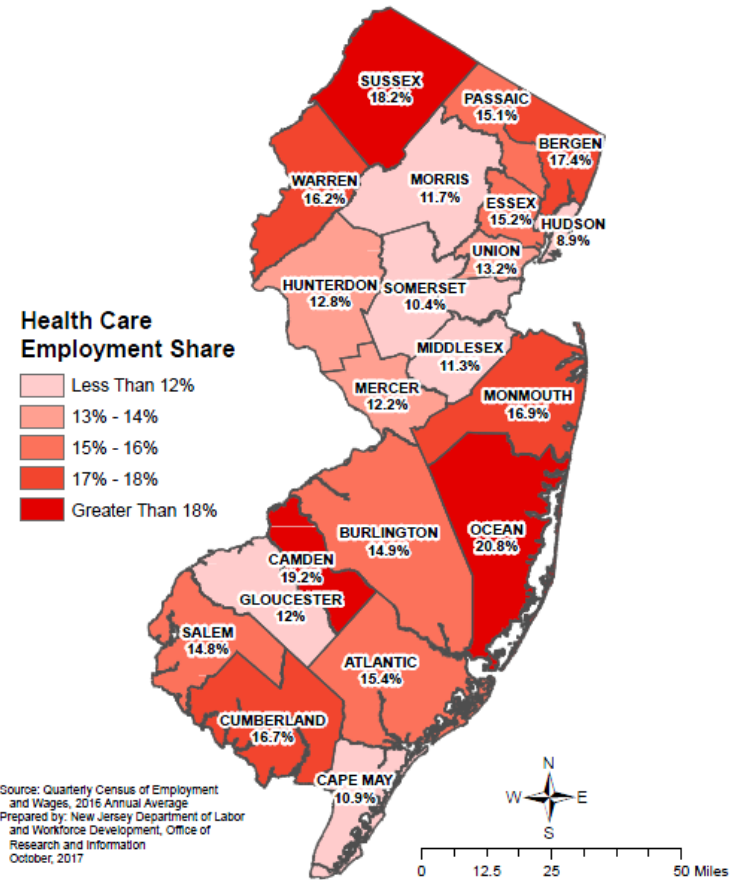 SUSSEX
18.2%
PASSAIC
15.1%
BERGEN
17.4%
WARREN
16.2%
MORRIS
11.7%
ESSEX
15.2%
HUDSON
8.9%
UNION
13.2%
HUNTERDON
12.8%
SOMERSET
10.4%
Health Care
Employment Share
Less Than 12%
13% - 14%
15% - 16%
17% - 18%
Greater Than 18%
MIDDLESEX
11.3%
MERCER
12.2%
MONMOUTH
16.9%
BURLINGTON
14.9%
OCEAN
20.8%
CAMDEN
19.2%
GLOUCESTER
12%
SALEM
14.8%
ATLANTIC
15.4%
CUMBERLAND
16.7%
CAPE MAY
10.9%
Source: Quarterly Census of Employment
and Wages, 2016 Annual Average
Prepared by: New Jersey Department of Labor
and Workforce Development, Office of
Research and Information
October, 2017
N
W E
S
0 12.5 25 50 Miles